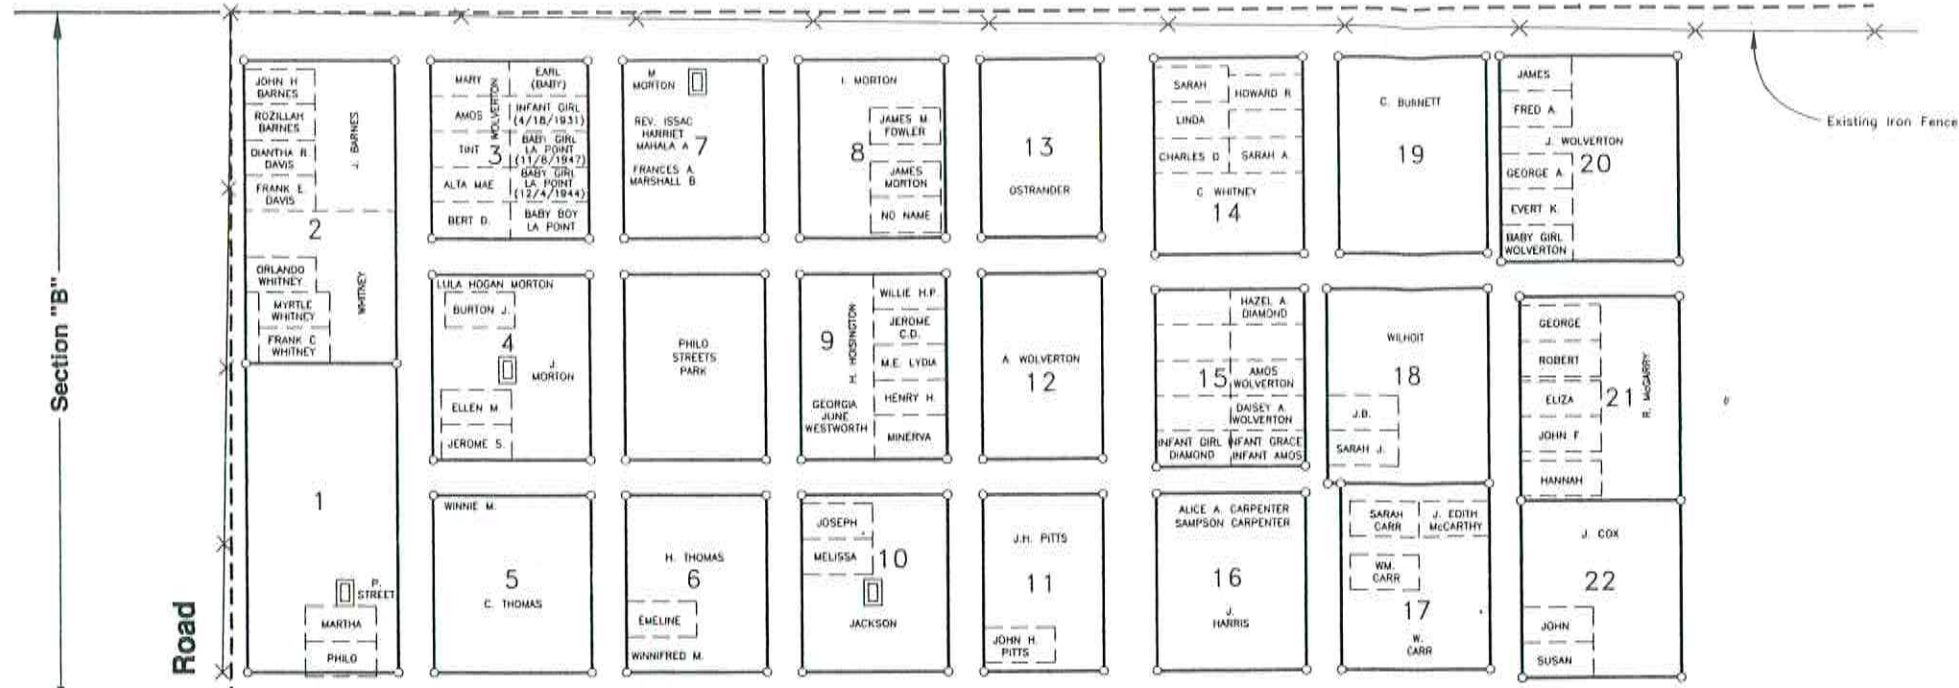 Section "B"
Road
Existing Iron Fence
JOHN H
BARNES
ROZILLAH
BARNES
DIANTHA R.
DAVIS
FRANK E
DAVIS
J. BARNES
2
ORLANDO
WHITNEY
MYRTLE
WHITNEY
FRANK C
WHITNEY
WHITNEY
1
P.
STREET
MARTHA
PHILO
MARY
AMOS
TINT
ALTA MAE
BERT D.
WOLVERTON
3
EARL
(BABY)
INFANT GIRL
(4/18/1931)
BABY GIRL
LA POINT
(11/8/1947)
BABY GIRL
LA POINT
(12/4/1944)
BABY BOY
LA POINT
LULA HOGAN MORTON
BURTON J.
4
J.
MORTON
ELLEN M
JEROME S.
WINNIE M.
5
C. THOMAS
M
MORTON
REV. ISSAC
HARRIET
MAHALA A
7
FRANCES A.
MARSHALL B
PHILO
STREETS
PARK
H. THOMAS
6
EMELINE
WINNIFRED M.
I. MORTON
JAMES M
FOWLER
8
JAMES
MORTON
NO NAME
9
H. HOISINGTON
GEORGIA
JUNE
WESTWORTH
WILLIE H.P.
JEROME
C.D.
M.E. LYDIA
HENRY H.
MINERVA
JOSEPH
MELISSA
10
JACKSON
13
OSTRANDER
A WOLVERTON
12
J.H. PITTS
11
JOHN H.
PITTS
SARAH
HOWARD R
LINDA
CHARLES D
SARAH A.
C WHITNEY
14
HAZEL A
DIAMOND
15
AMOS
WOLVERTON
DAISEY A.
WOLVERTON
INFANT GIRL
DIAMOND
INFANT GRACE
INFANT AMOS
ALICE A. CARPENTER
SAMPSON CARPENTER
16
J.
HARRIS
C. BURNETT
19
WILHOIT
18
J.B.
SARAH J.
SARAH
CARR
J. EDITH
McCARTHY
WM.
CARR
17
W.
CARR
JAMES
FRED A.
J. WOLVERTON
GEORGE A.
20
EVERT K.
BABY GIRL
WOLVERTON
GEORGE
ROBERT
ELIZA
JOHN F
HANNAH
21
R. McGARRY
J. COX
22
JOHN
SUSAN